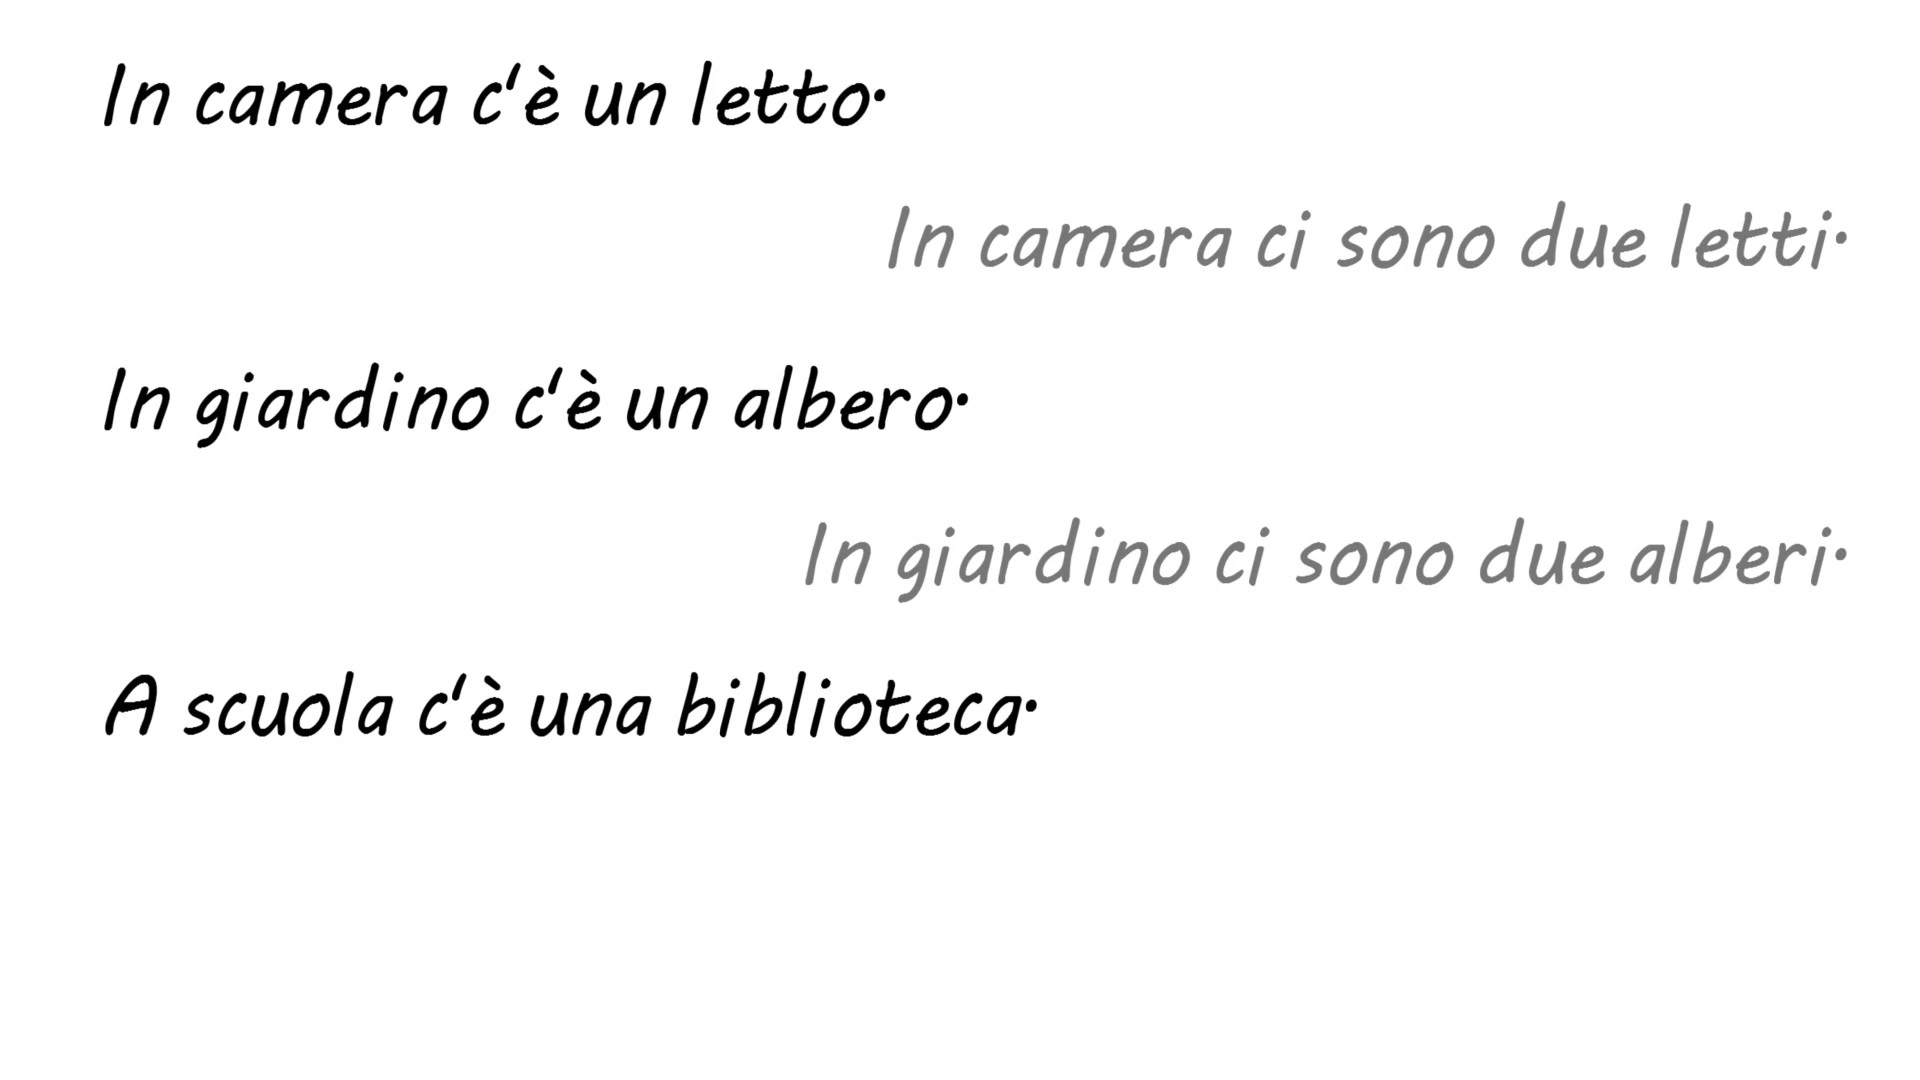 In camera c'è un letto.
In camera ci sono due letti.
In giardino c'è un albero.
In giardino ci sono due alberi.
A scuola c'è una biblioteca.